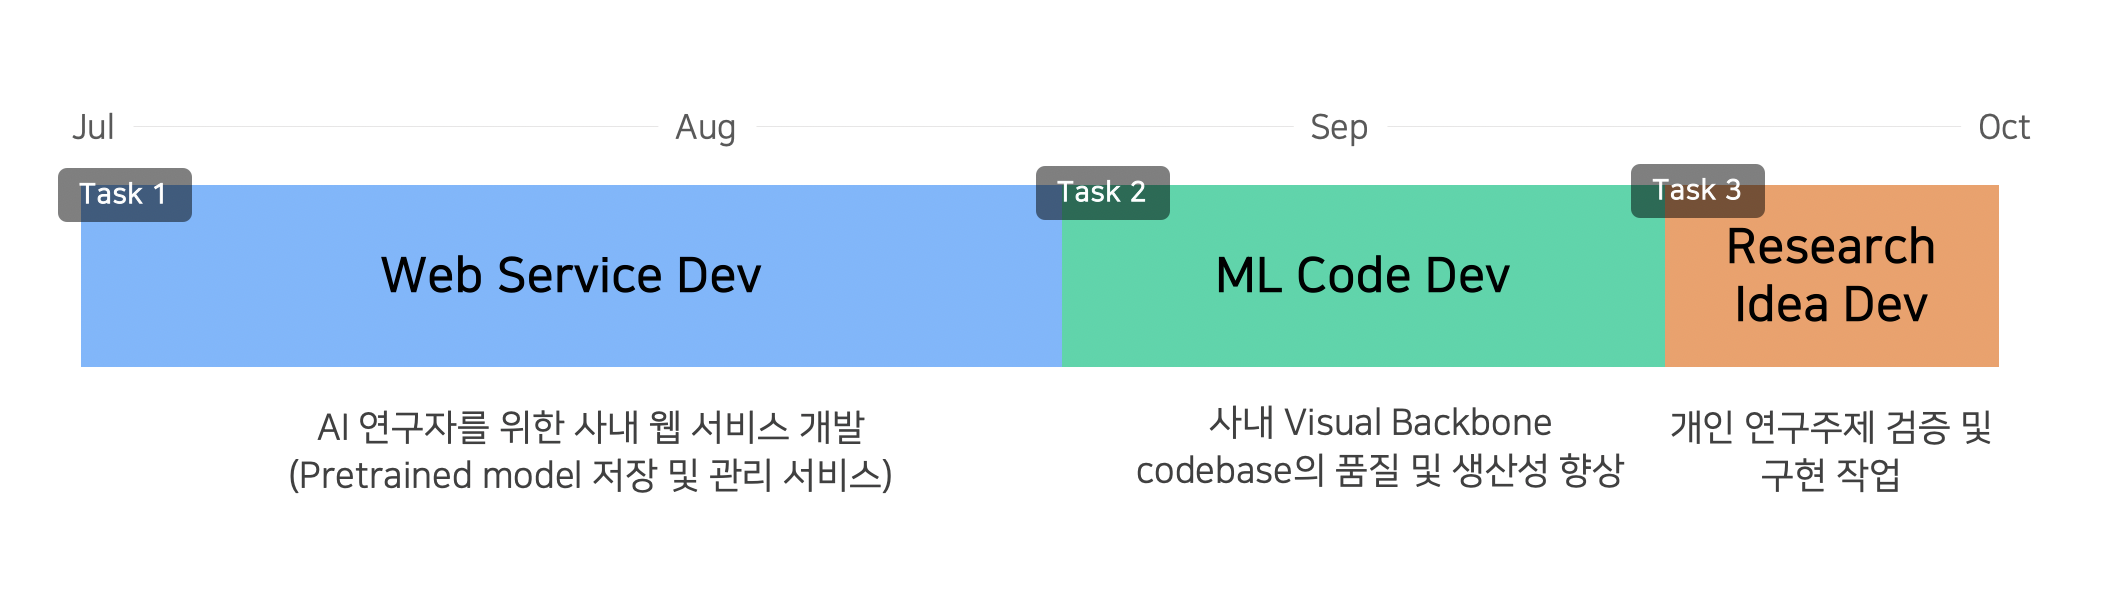 Jul
Aug
Sep
Oct
Task 1
Task 2
Task 3
Web Service Dev
ML Code Dev
Research
Idea Dev
AI 연구자를 위한 사내 웹 서비스 개발
(Pretrained model 저장 및 관리 서비스)
사내 Visual Backbone
codebase의 품질 및 생산성 향상
개인 연구주제 검증 및
구현 작업